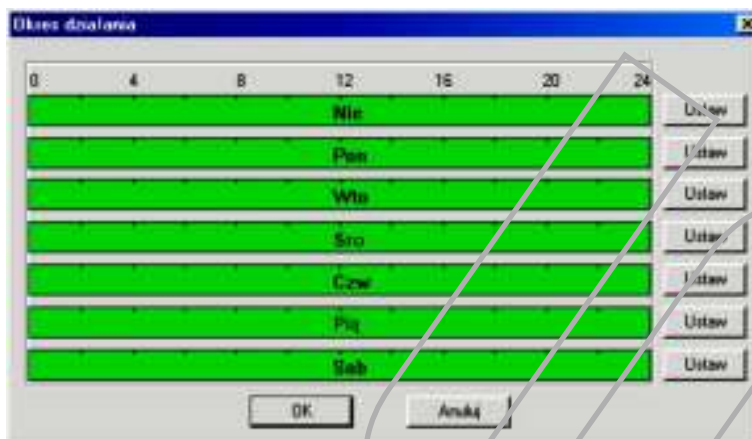 Okres działania
0 4 8 12 16 20 24
Nie Ustaw
Pon Ustaw
Wto Ustaw
Sro Ustaw
Czw Ustaw
Pią Ustaw
Sob Ustaw
OK Anuluj